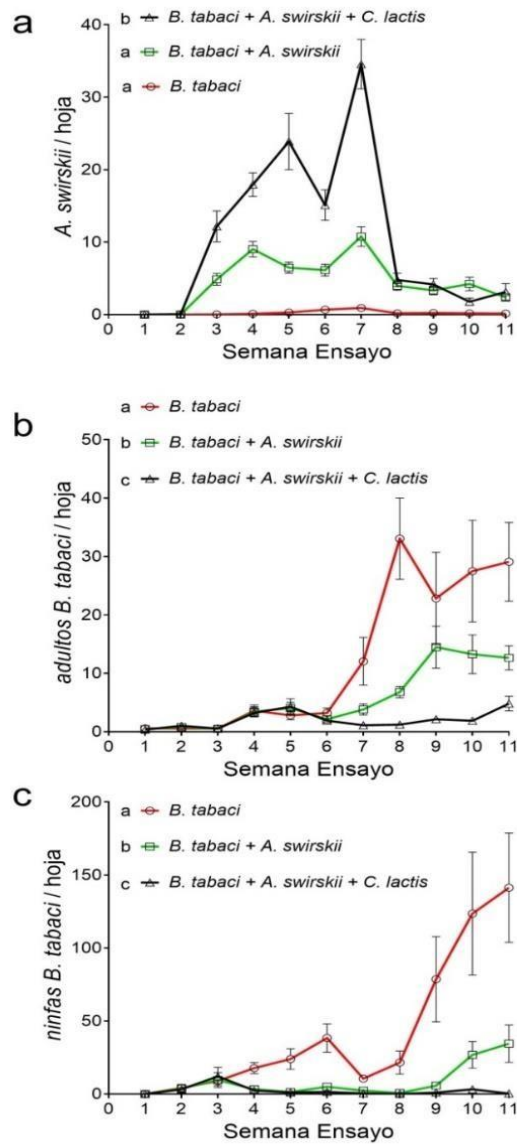 a
b B. tabaci + A. swirskii + C. lactis
a B. tabaci + A. swirskii
a B. tabaci
A. swirskii / hoja
40
30
20
10
0
0 1 2 3 4 5 6 7 8 9 10 11
Semana Ensayo
b
a B. tabaci
b B. tabaci + A. swirskii
c B. tabaci + A. swirskii + C. lactis
adultos B. tabaci / hoja
50
40
30
20
10
0
0 1 2 3 4 5 6 7 8 9 10 11
Semana Ensayo
c
a B. tabaci
b B. tabaci + A. swirskii
c B. tabaci + A. swirskii + C. lactis
ninfas B. tabaci / hoja
200
150
100
50
0
0 1 2 3 4 5 6 7 8 9 10 11
Semana Ensayo